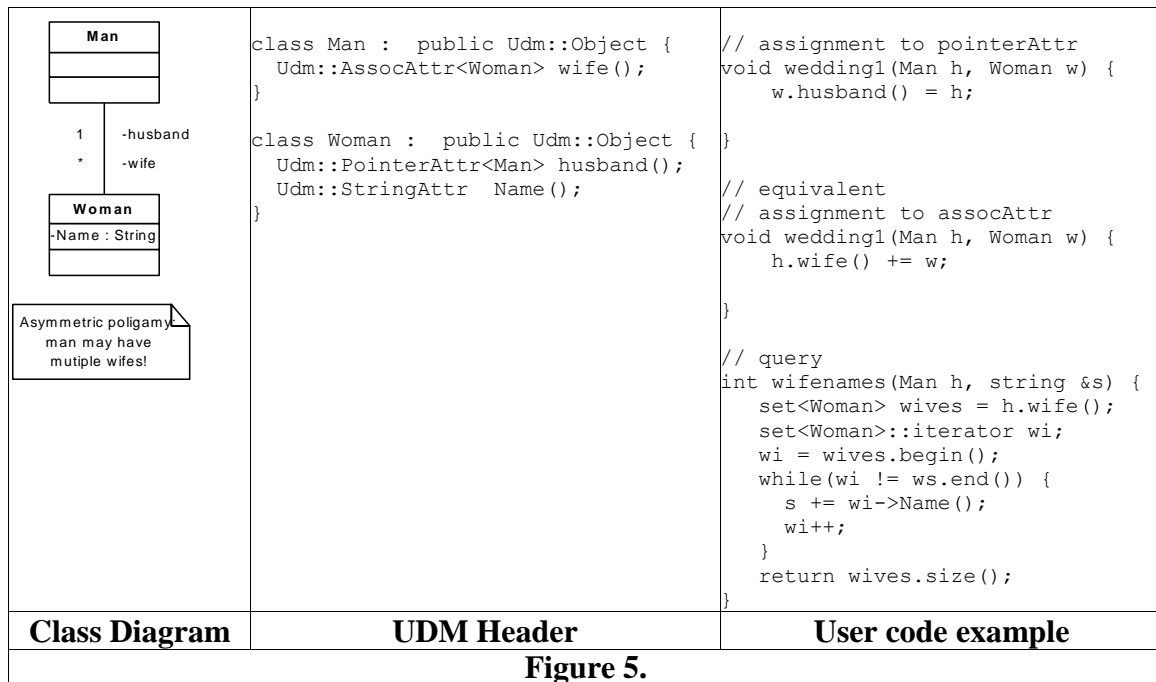 Man
1 -husband
* -wife
Woman
-Name : String
Asymmetric poligamy:
man may have
mutiple wifes!
class Man :  public Udm::Object {
  Udm::AssocAttr<Woman> wife();
}
class Woman :  public Udm::Object {
  Udm::PointerAttr<Man> husband();
  Udm::StringAttr  Name();
}
// assignment to pointerAttr
void wedding1(Man h, Woman w) {
    w.husband() = h;
}
// equivalent
// assignment to assocAttr
void wedding1(Man h, Woman w) {
    h.wife() += w;
}
// query
int wifenames(Man h, string &s) {
   set<Woman> wives = h.wife();
   set<Woman>::iterator wi;
   wi = wives.begin();
   while(wi != ws.end()) {
     s += wi->Name();
     wi++;
   }
   return wives.size();
}
Class Diagram
UDM Header
User code example
Figure 5.